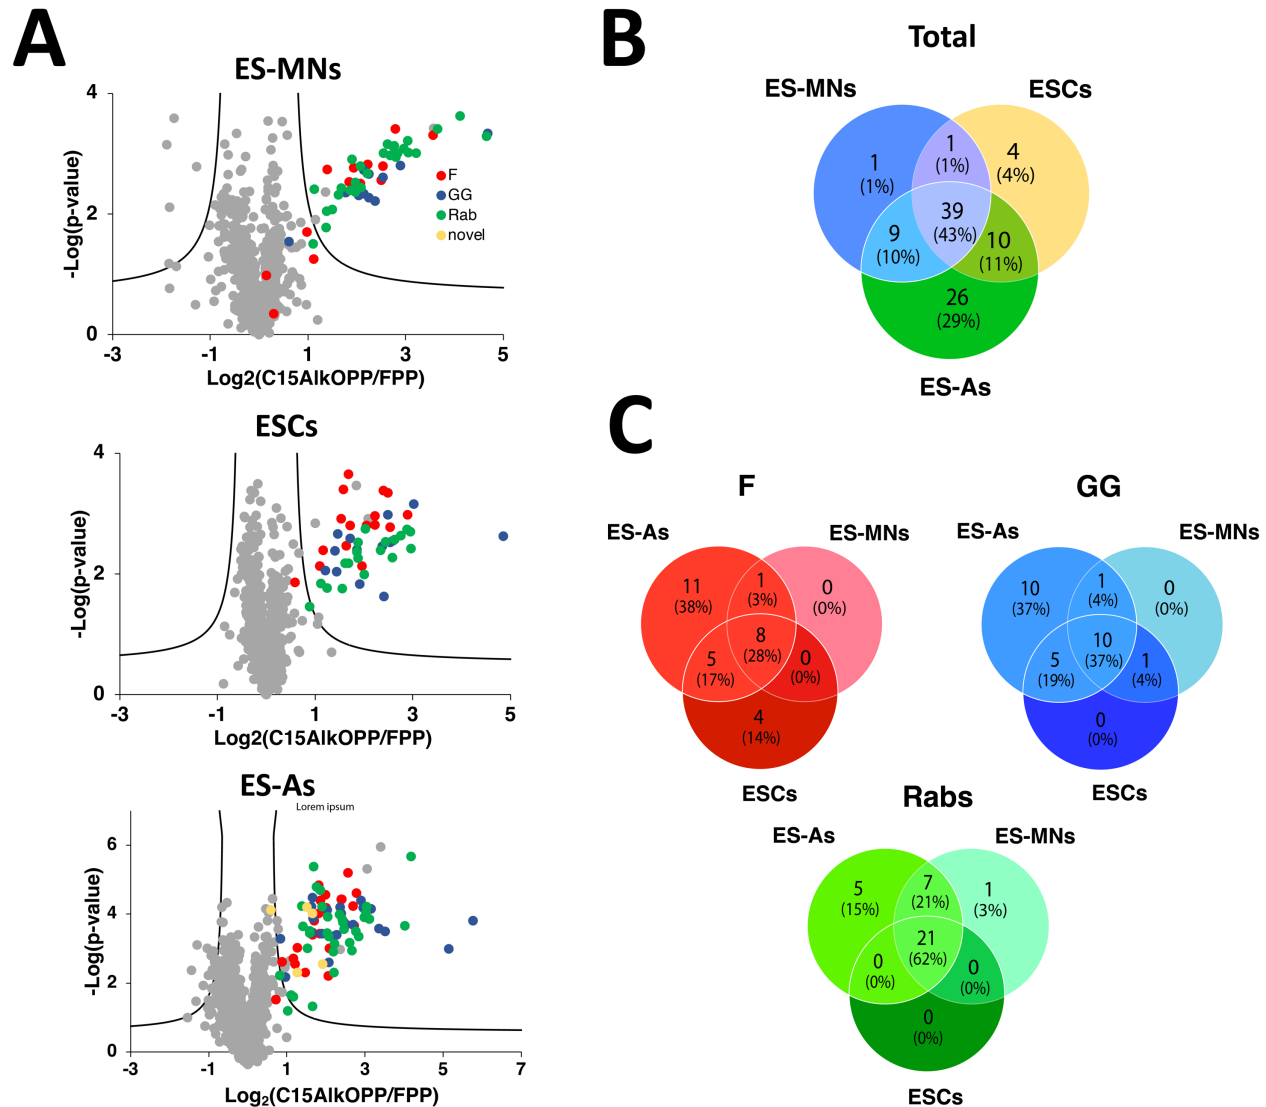 A
ES-MNs
4
2
0
-3
-1
1
3
5
-Log(p-value)
Log2(C15AlkOPP/FPP)
F
GG
Rab
novel
ESCs
4
2
0
-3
-1
1
3
5
-Log(p-value)
Log2(C15AlkOPP/FPP)
ES-As
Lorem ipsum
6
4
2
0
-3
-1
1
3
5
7
-Log(p-value)
Log₂(C15AlkOPP/FPP)
B
Total
ES-MNs
ESCs
1
(1%)
1
(1%)
4
(4%)
39
(43%)
9
(10%)
10
(11%)
26
(29%)
ES-As
C
F
ES-As
ES-MNs
11
(38%)
1
(3%)
0
(0%)
8
(28%)
5
(17%)
0
(0%)
4
(14%)
ESCs
GG
ES-As
ES-MNs
10
(37%)
1
(4%)
0
(0%)
10
(37%)
5
(19%)
1
(4%)
0
(0%)
ESCs
Rabs
ES-As
ES-MNs
5
(15%)
7
(21%)
1
(3%)
21
(62%)
0
(0%)
0
(0%)
0
(0%)
ESCs